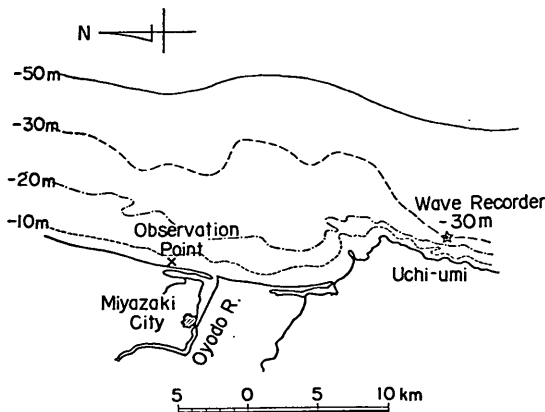 N
-50m
-30m
-20m
-10m
Observation
Point
Wave Recorder
-30m
Uchi-umi
Miyazaki
City
Oyodo R.
5 0 5 10 km